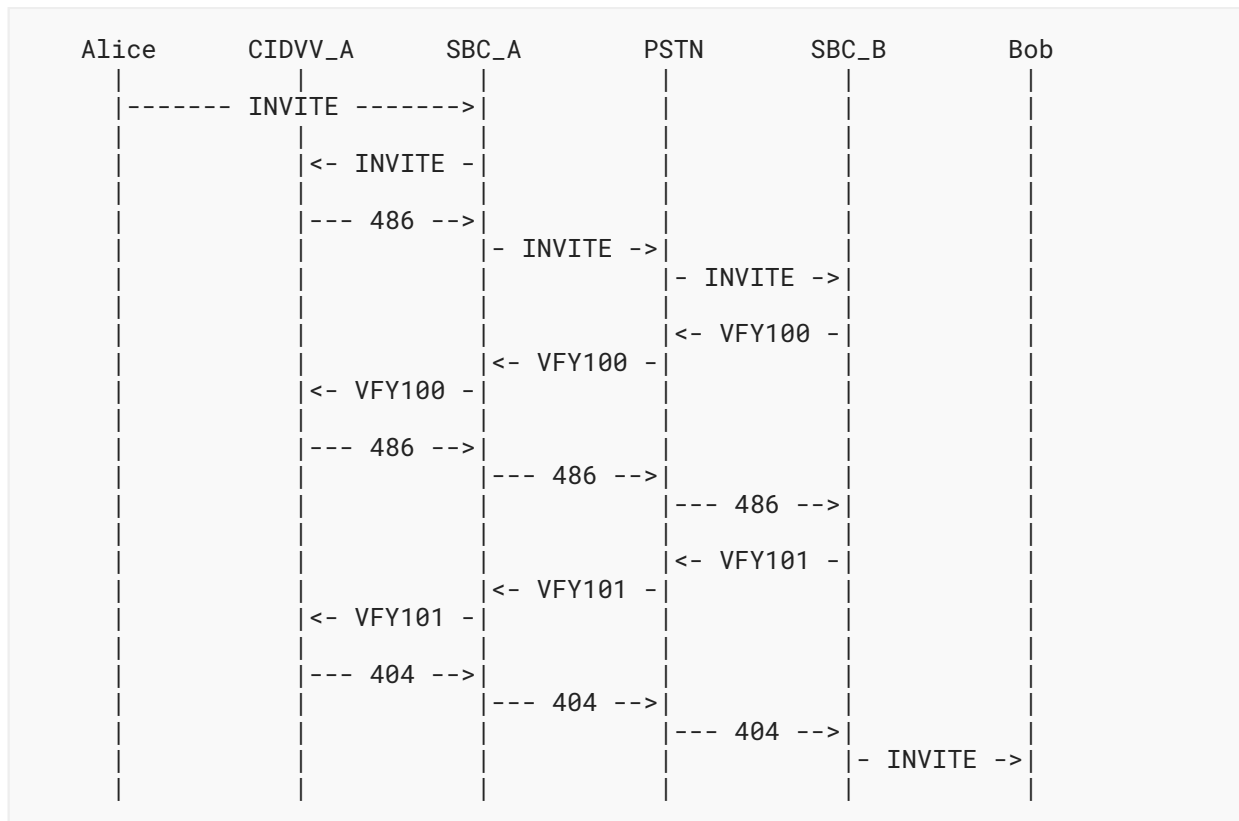 Alice CIDVV_A SBC_A PSTN SBC_B Bob
------- INVITE ------->
<- INVITE -
--- 486 -->
- INVITE ->
- INVITE ->
<- VFY100 -
<- VFY100 -
<- VFY100 -
--- 486 -->
--- 486 -->
--- 486 -->
<- VFY101 -
<- VFY101 -
<- VFY101 -
--- 404 -->
--- 404 -->
--- 404 -->
- INVITE ->